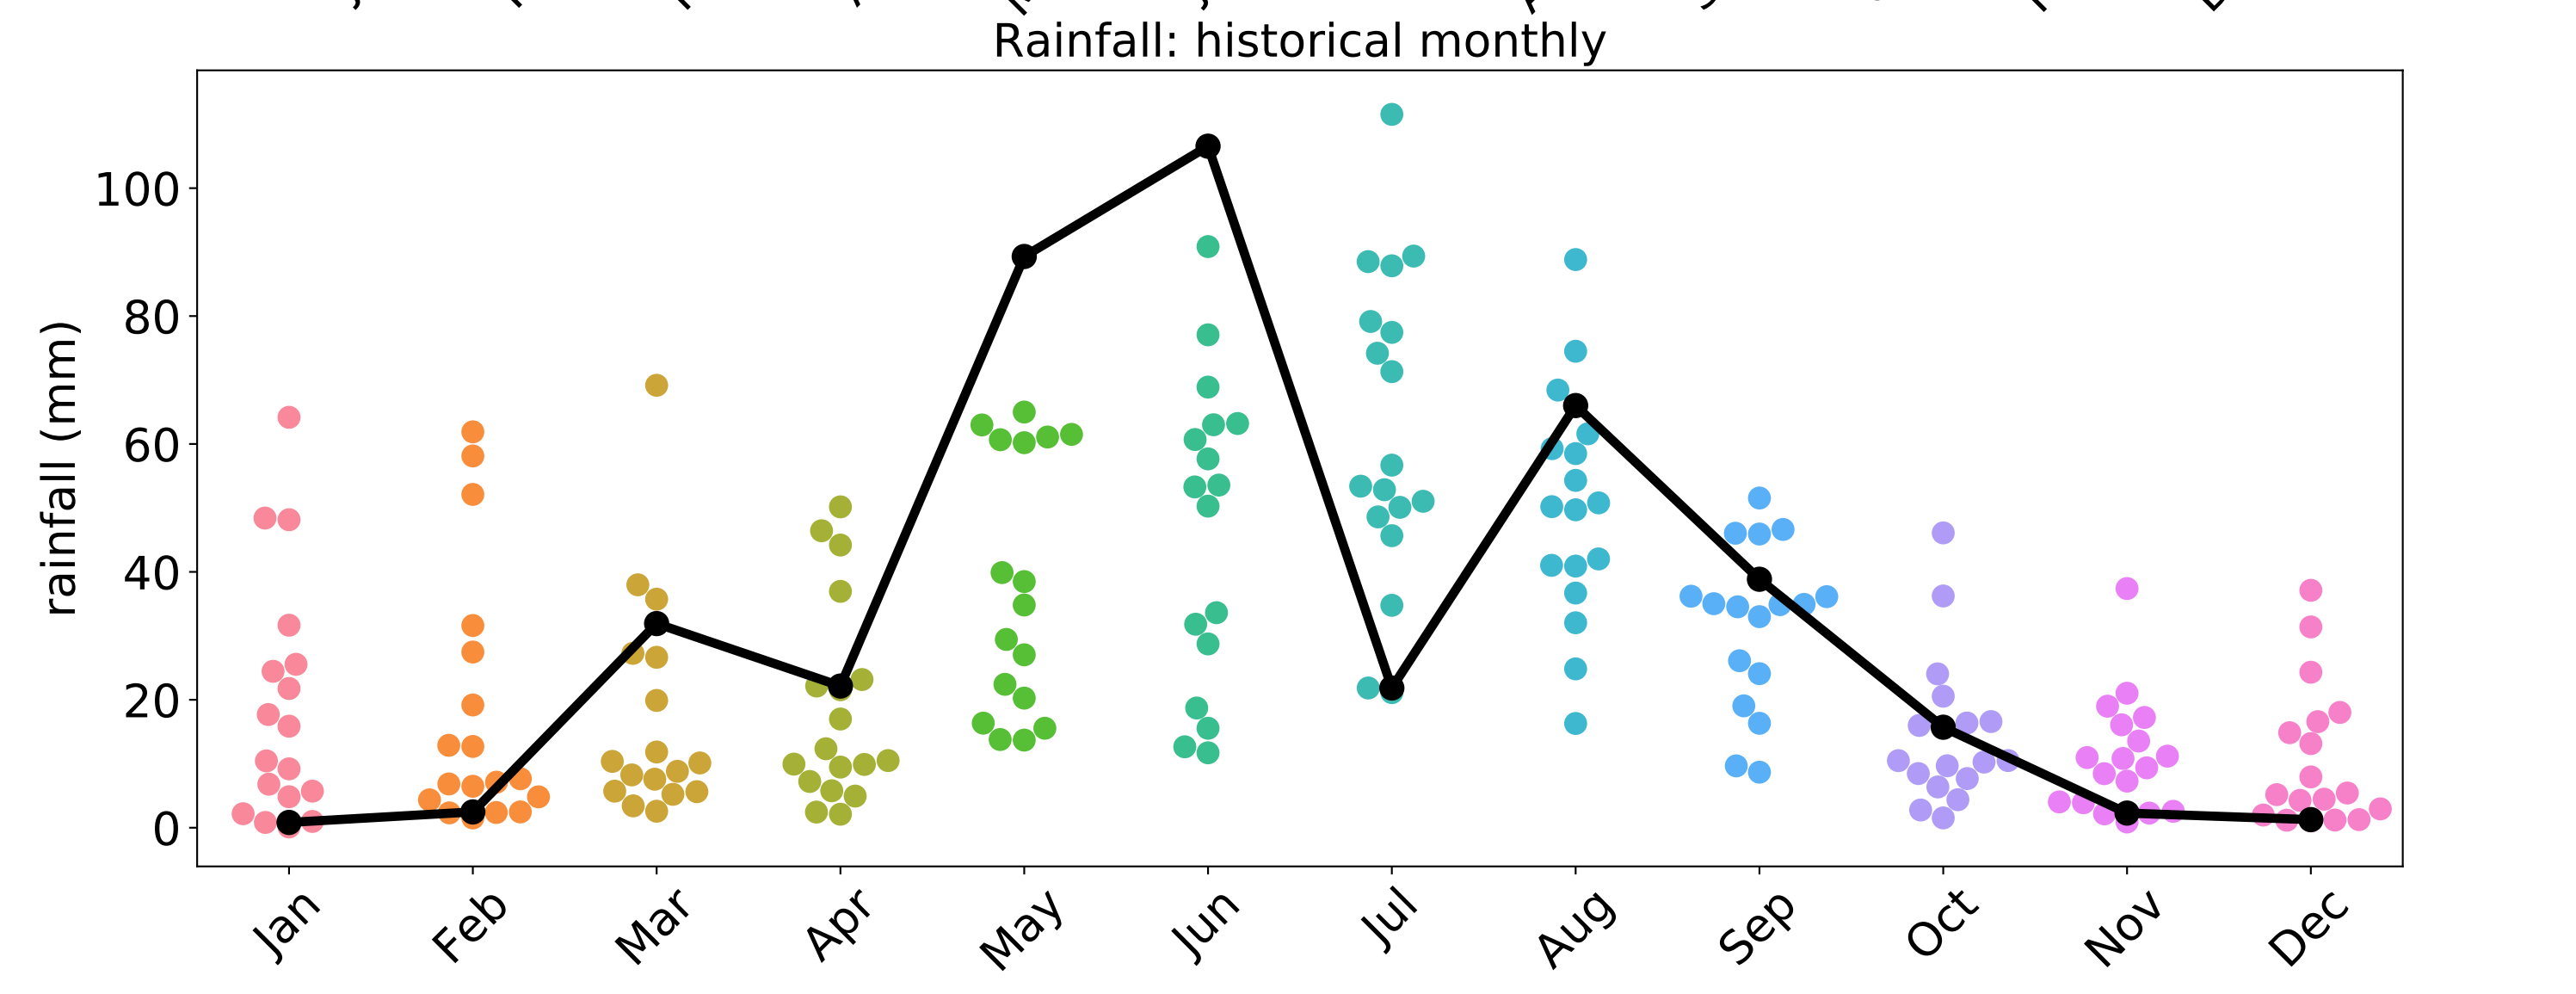 Rainfall: historical monthly
rainfall (mm)
100
80
60
40
20
0
Jan
Feb
Mar
Apr
May
Jun
Jul
Aug
Sep
Oct
Nov
Dec